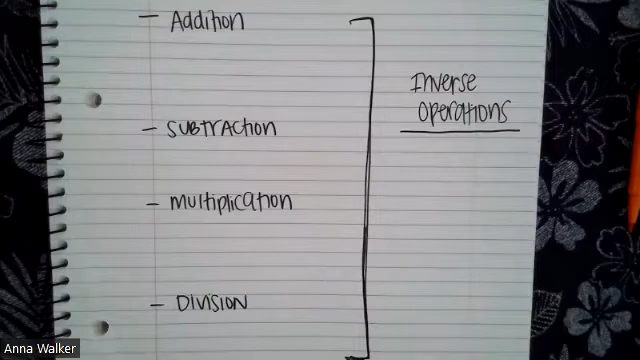 - Addition
- Subtraction
- Multiplication
- Division
Inverse
Operations
Anna Walker